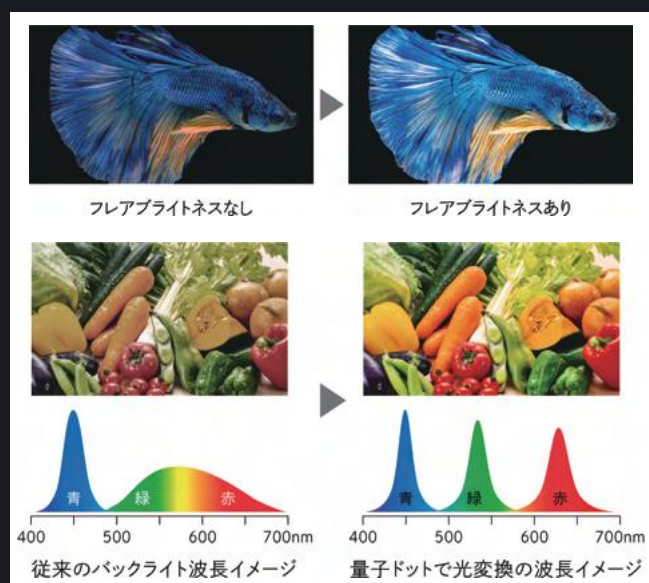 フレアブライトネスなし
フレアブライトネスあり
青 緑 赤
400 500 600 700nm
従来のバックライト波長イメージ
青 緑 赤
400 500 600 700nm
量子ドットで光変換の波長イメージ